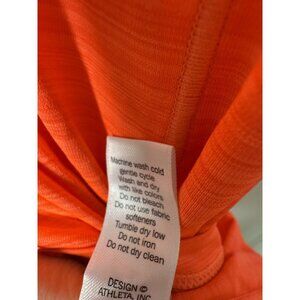 Machine wash cold
gentle cycle
Wash and dry
with like colors
Do not bleach
Do not use fabric
softeners
Tumble dry low
Do not iron
Do not dry clean
DESIGN ©
ATHLETA, INC